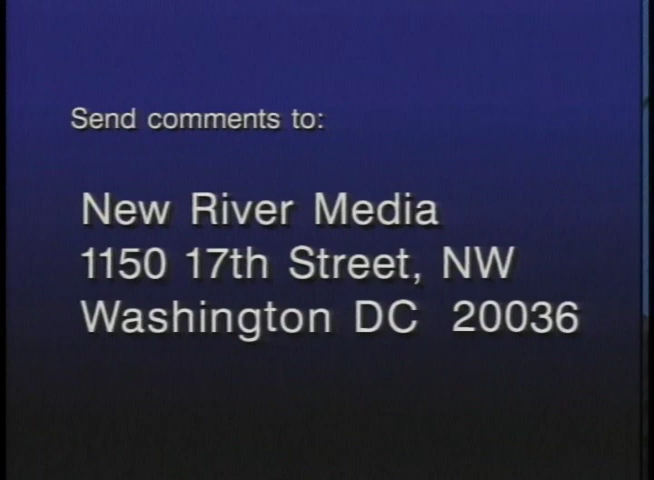 Send comments to:
New River Media
1150 17th Street, NW
Washington DC 20036